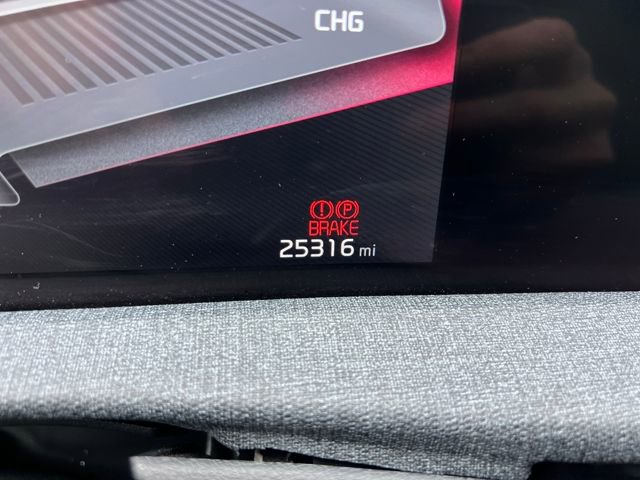 CHG
(!) (P)
BRAKE
25316 mi